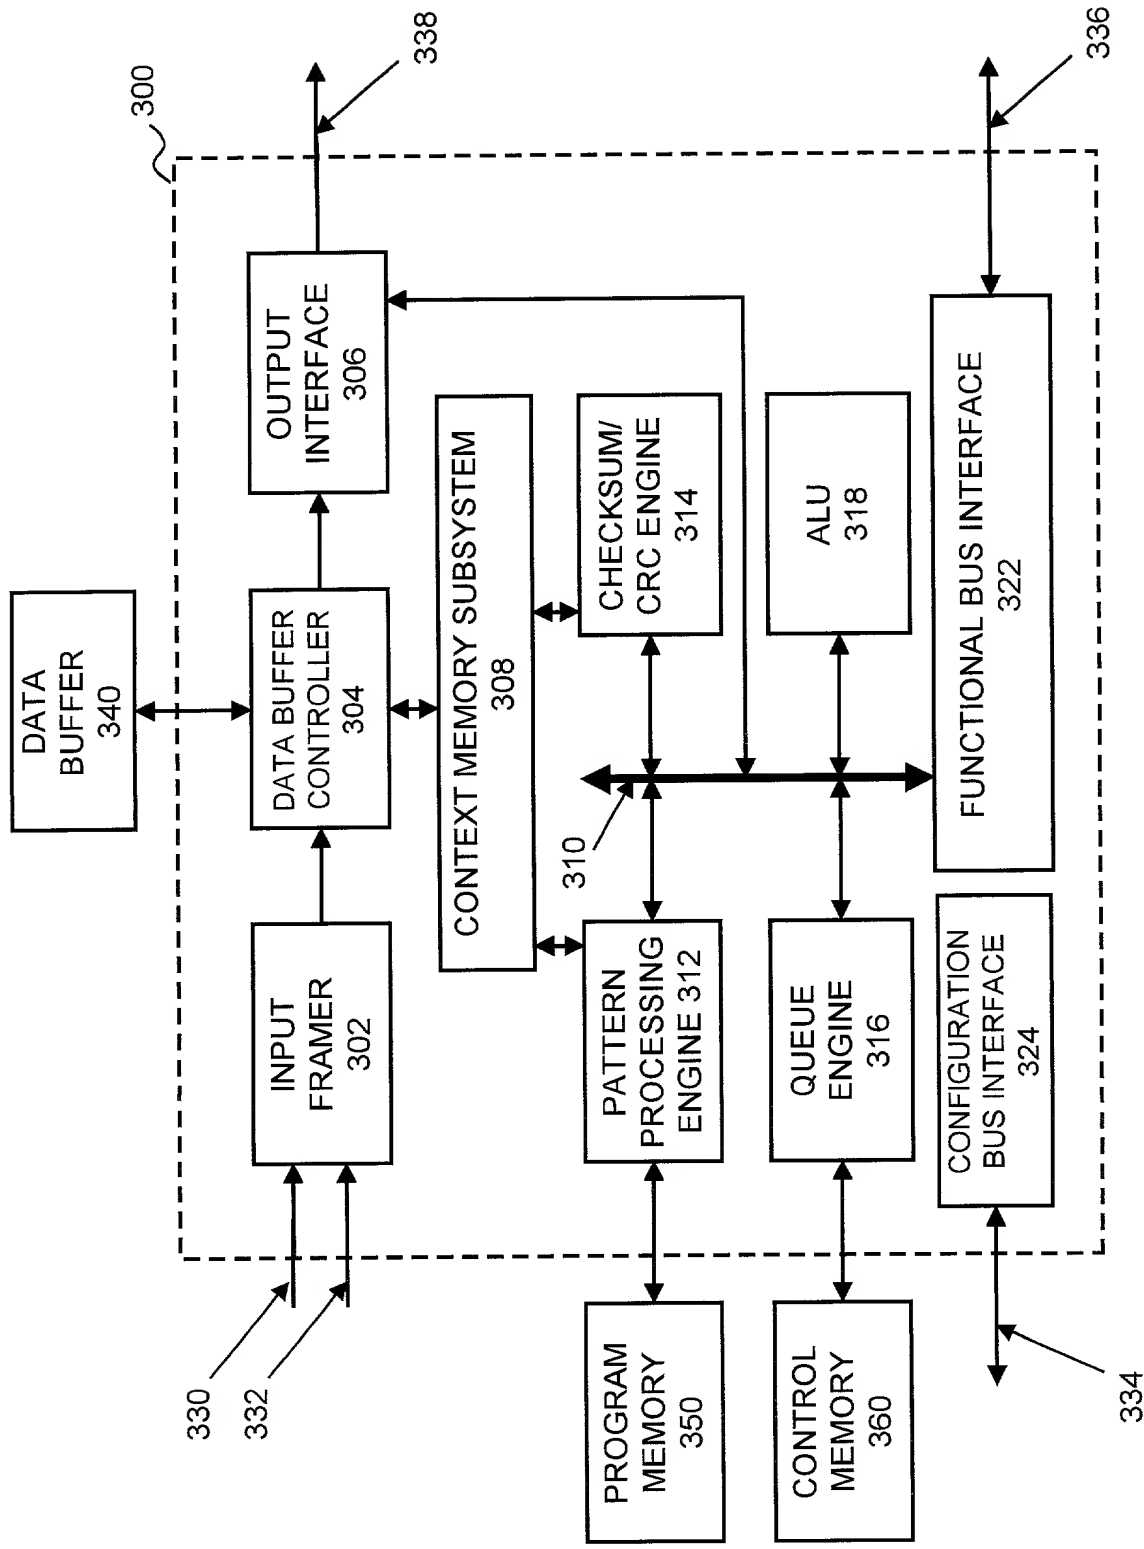 300
DATA
BUFFER
340
338
330
332
INPUT
FRAMER
302
DATA BUFFER
CONTROLLER
304
OUTPUT
INTERFACE
306
CONTEXT MEMORY SUBSYSTEM
308
310
PROGRAM
MEMORY
350
PATTERN
PROCESSING
ENGINE 312
CHECKSUM/
CRC ENGINE
314
CONTROL
MEMORY
360
QUEUE
ENGINE
316
ALU
318
334
CONFIGURATION
BUS INTERFACE
324
FUNCTIONAL BUS INTERFACE
322
336